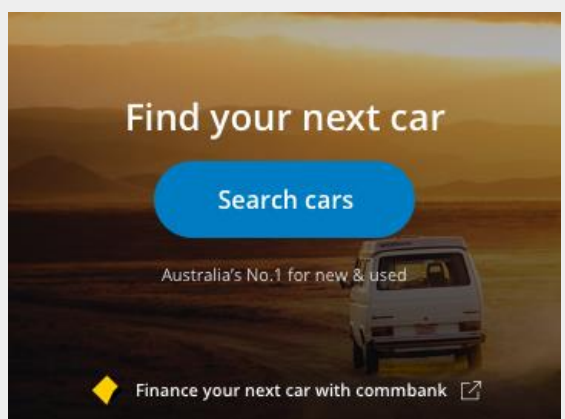 Find your next car
Search cars
Australia's No.1 for new & used
Finance your next car with commbank